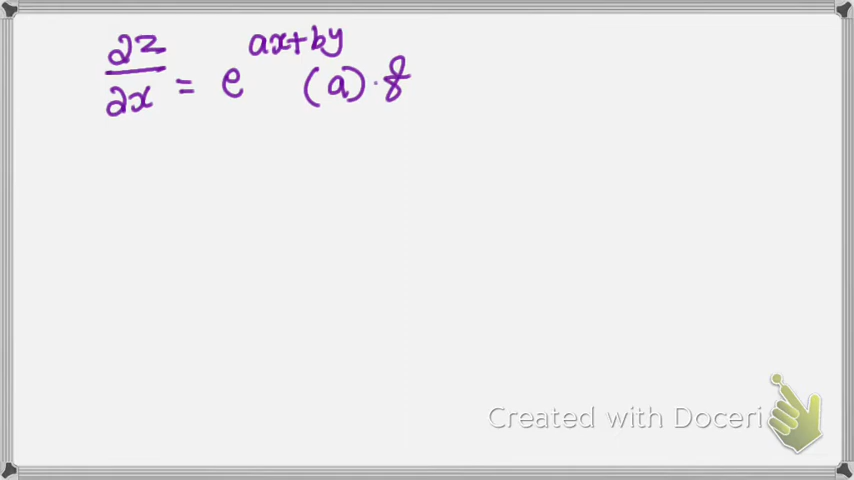 ∂z/∂x = e^{ax+by} (a) · f
Created with Doceri